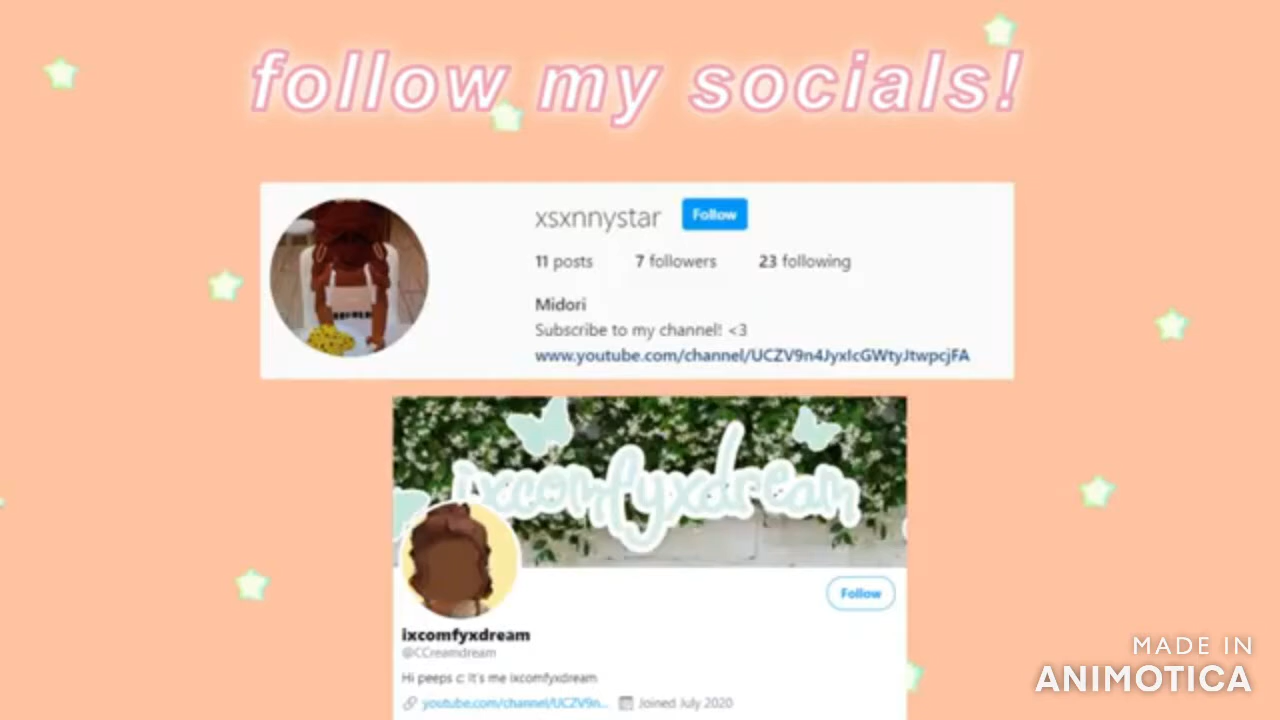 follow my socials!
xsxnnystar Follow
11 posts 7 followers 23 following
Midori
Subscribe to my channel! <3
www.youtube.com/channel/UCZV9n4JyxIcGWtyJtwpcjFA
ixcomfyxdream
Follow
ixcomfyxdream
@CCreamdream
Hi peeps c: It's me ixcomfyxdream
youtube.com/channel/UCZV9n... Joined July 2020
MADE IN
ANIMOTICA